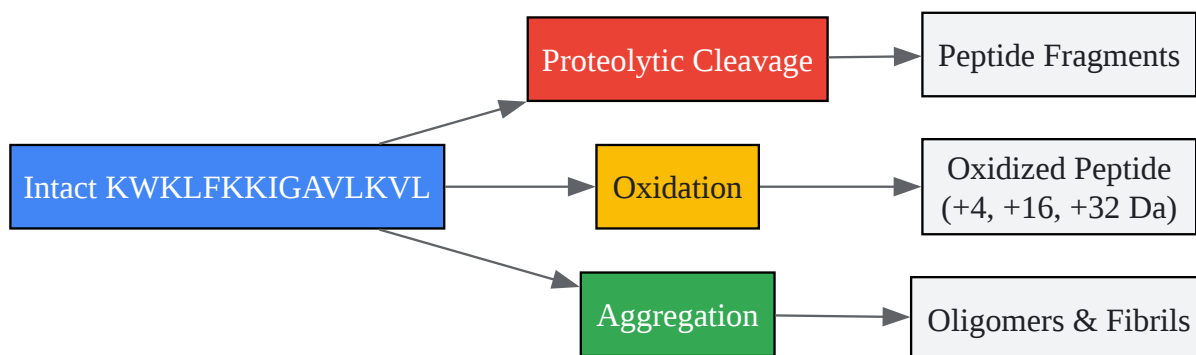 Proteolytic Cleavage
Peptide Fragments
Intact KWKLFKKIGAVLKVL
Oxidation
Oxidized Peptide
(+4, +16, +32 Da)
Aggregation
Oligomers & Fibrils